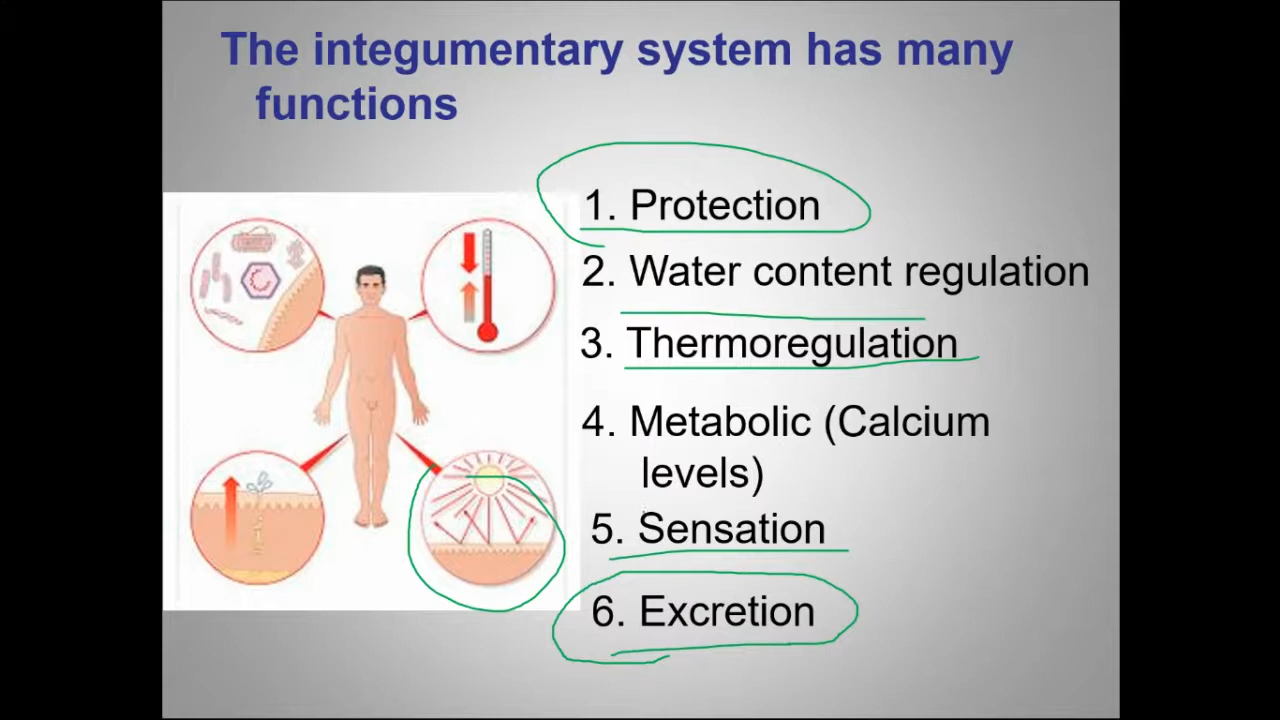 The integumentary system has many
functions
1. Protection
2. Water content regulation
3. Thermoregulation
4. Metabolic (Calcium
levels)
5. Sensation
6. Excretion